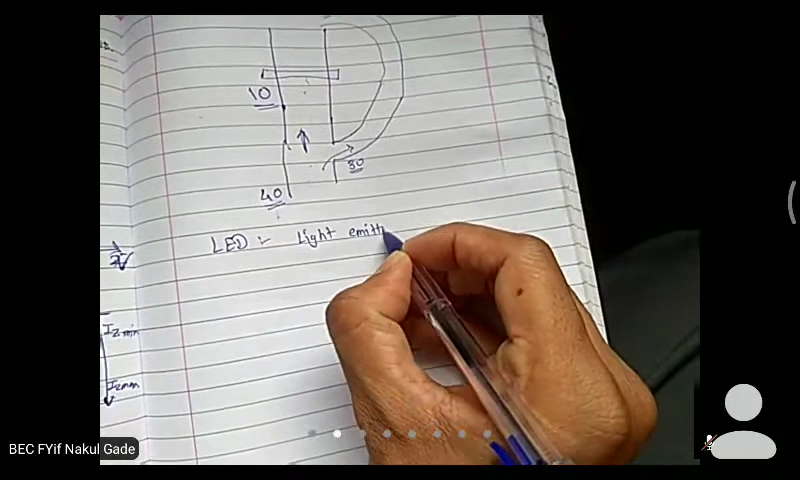 10
30
40
LED :- Light emitt
Iz min
BEC FYif Nakul Gade